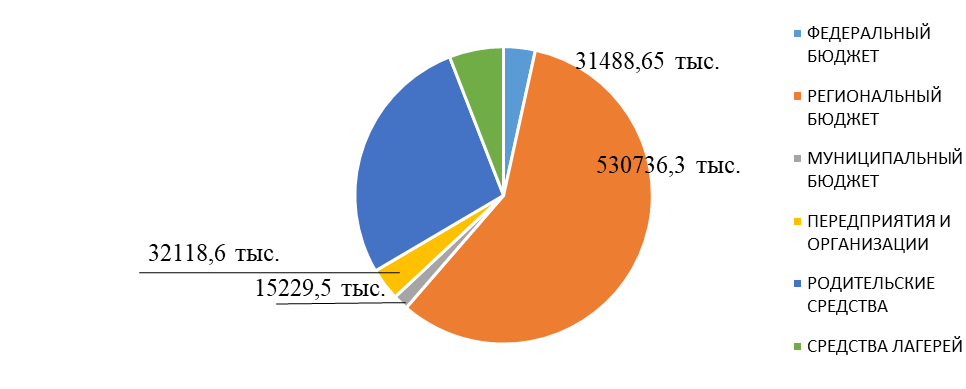 31488,65 тыс.
530736,3 тыс.
32118,6 тыс.
15229,5 тыс.
ФЕДЕРАЛЬНЫЙ
БЮДЖЕТ
РЕГИОНАЛЬНЫЙ
БЮДЖЕТ
МУНИЦИПАЛЬНЫЙ
БЮДЖЕТ
ПЕРЕДПРИЯТИЯ И
ОРГАНИЗАЦИИ
РОДИТЕЛЬСКИЕ
СРЕДСТВА
СРЕДСТВА ЛАГЕРЕЙ